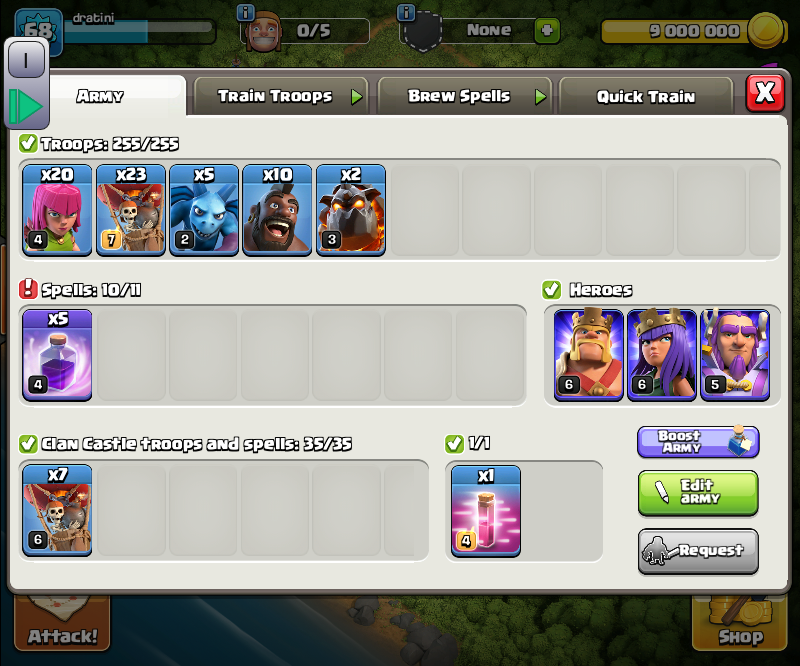 68
dratini
i
0/5
i
None
9 000 000
I
Army
Train Troops
Brew Spells
Quick Train
X
Troops: 255/255
x20
x23
x5
x10
x2
4
7
2
3
Spells: 10/11
Heroes
x5
4
6
6
5
Clan Castle troops and spells: 35/35
1/1
Boost
Army
x7
6
x1
4
Edit
army
Request
Attack!
Shop